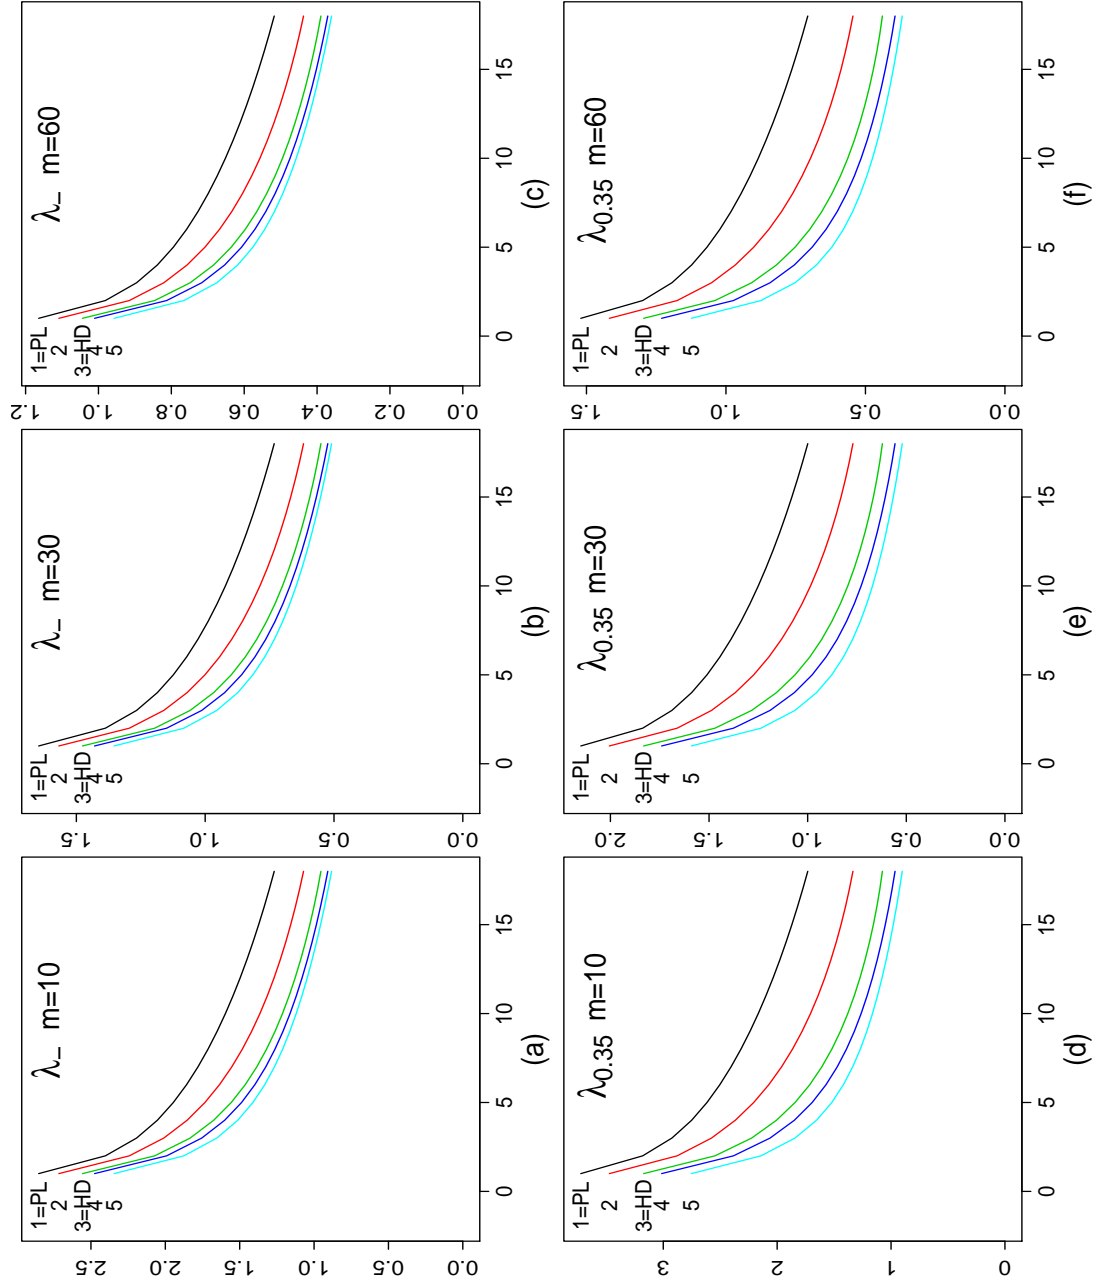 λ_ m=10
1=PL
2
3=HD
4
5
0.0 0.5 1.0 1.5 2.0 2.5
0 5 10 15
(a)
λ_ m=30
1=PL
2
3=HD
4
5
0.0 0.5 1.0 1.5
0 5 10 15
(b)
λ_ m=60
1=PL
2
3=HD
4
5
0.0 0.2 0.4 0.6 0.8 1.0 1.2
0 5 10 15
(c)
λ0.35 m=10
1=PL
2
3=HD
4
5
0 1 2 3
0 5 10 15
(d)
λ0.35 m=30
1=PL
2
3=HD
4
5
0.0 0.5 1.0 1.5 2.0
0 5 10 15
(e)
λ0.35 m=60
1=PL
2
3=HD
4
5
0.0 0.5 1.0 1.5
0 5 10 15
(f)